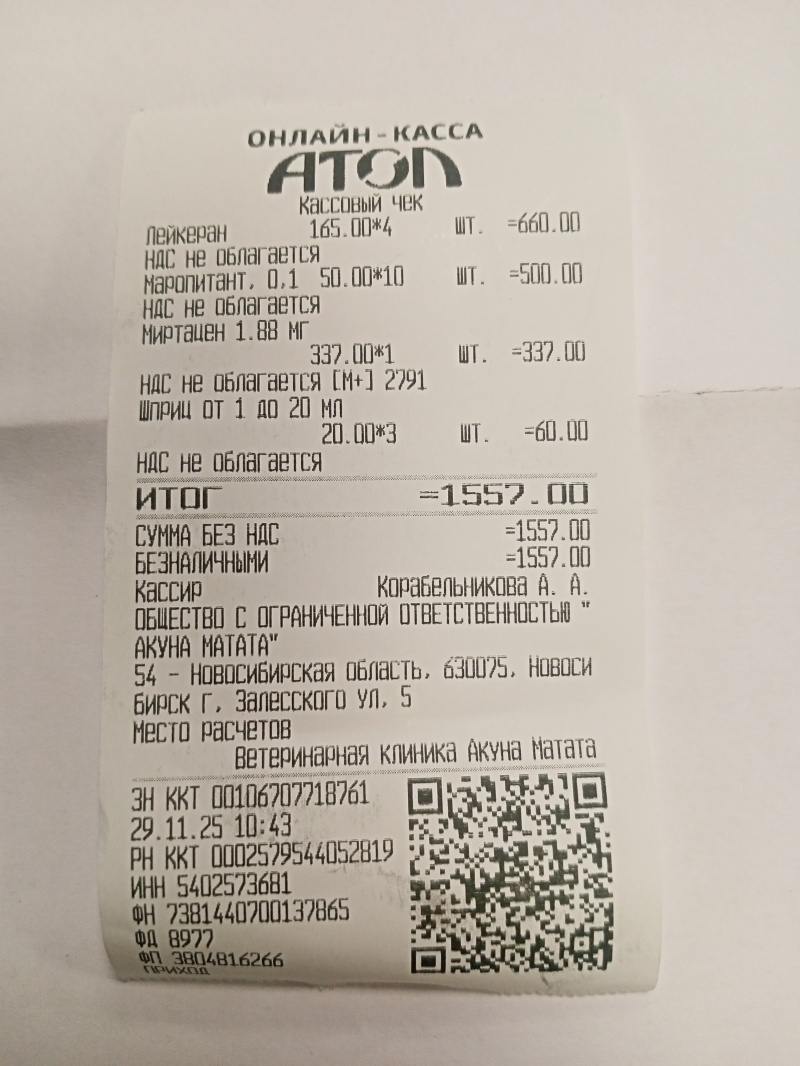 ОНЛАЙН-КАССА
АТОЛ
Кассовый чек
Лейкеран 165.00*4 шт. =660.00
НДС не облагается
Маропитант, 0,1 50.00*10 шт. =500.00
НДС не облагается
Миртацен 1.88 мг
337.00*1 шт. =337.00
НДС не облагается [М+] 2791
Шприц от 1 до 20 мл
20.00*3 шт. =60.00
НДС не облагается
ИТОГ =1557.00
СУММА БЕЗ НДС =1557.00
БЕЗНАЛИЧНЫМИ =1557.00
Кассир Корабельникова А. А.
ОБЩЕСТВО С ОГРАНИЧЕННОЙ ОТВЕТСТВЕННОСТЬЮ "
АКУНА МАТАТА"
54 - Новосибирская область, 630075, Новоси
бирск г, Залесского ул, 5
Место расчетов
Ветеринарная клиника Акуна Матата
ЗН ККТ 00106707718761
29.11.25 10:43
РН ККТ 0002579544052819
ИНН 5402573681
ФН 7381440700137865
ФД 8977
ФП 3804816266
ПРИХОД